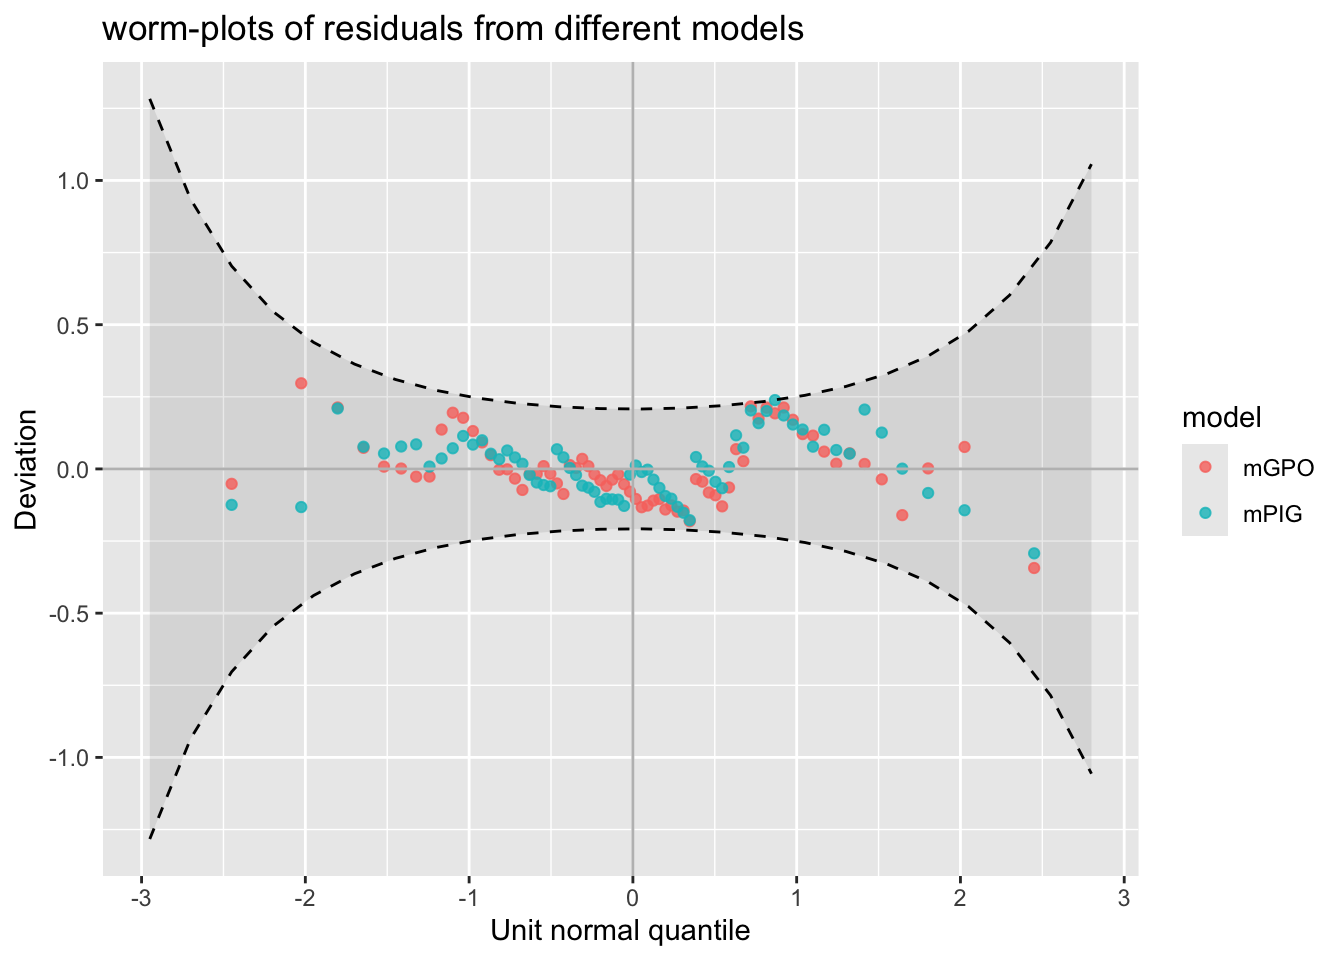 worm-plots of residuals from different models
Deviation
1.0
0.5
0.0
-0.5
-1.0
-3
-2
-1
0
1
2
3
Unit normal quantile
model
mGPO
mPIG